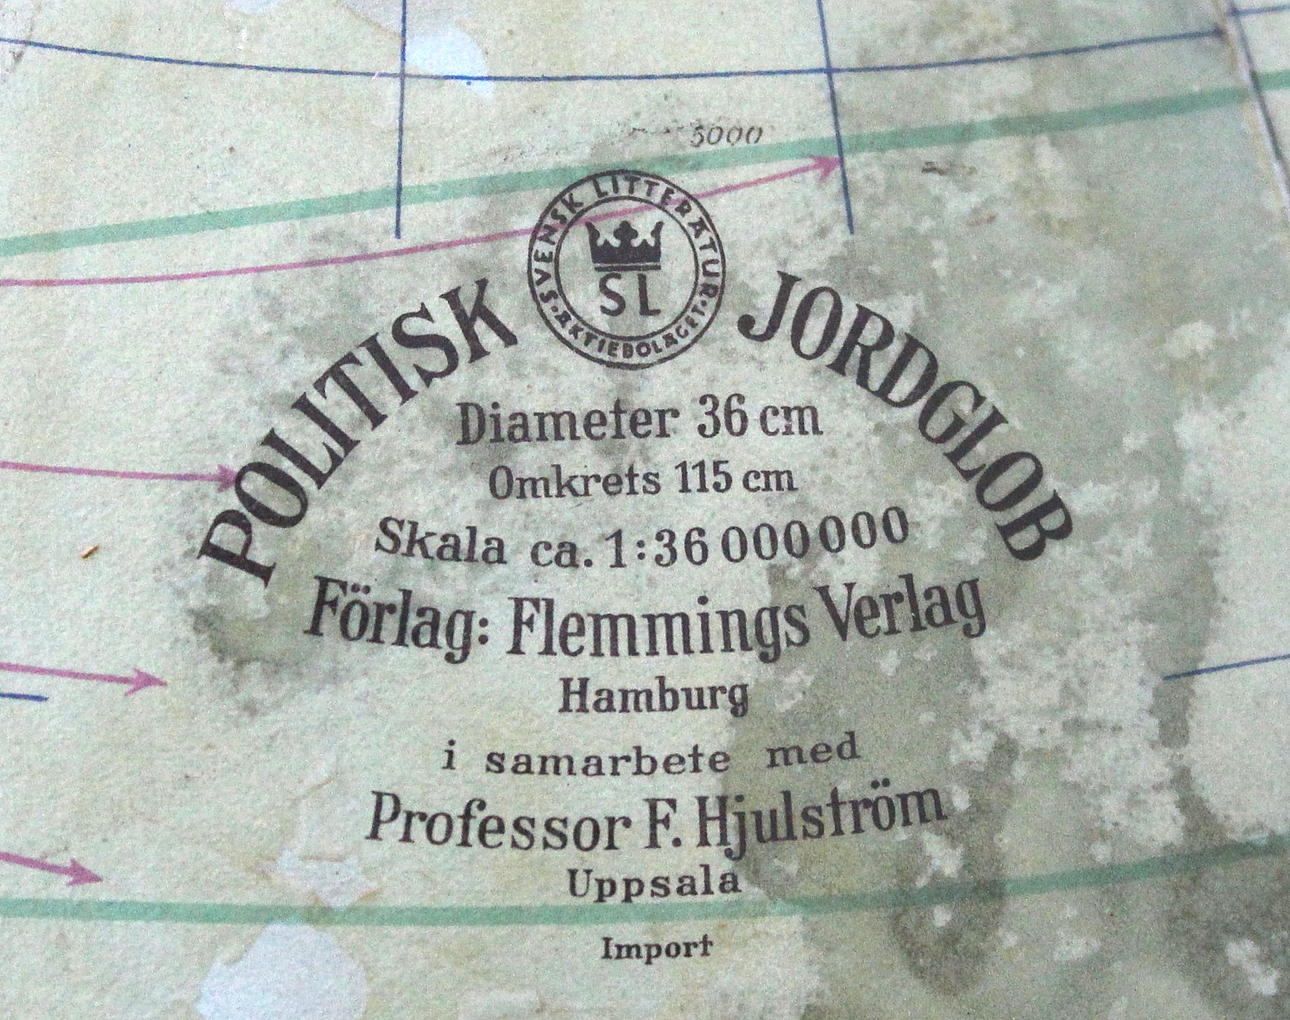 5000
SVENSK LITTERATUR
AKTIEBOLAGET
SL
POLITISK JORDGLOB
Diameter 36 cm
Omkrets 115 cm
Skala ca. 1:36 000 000
Förlag: Flemmings Verlag
Hamburg
i samarbete med
Professor F. Hjulström
Uppsala
Import